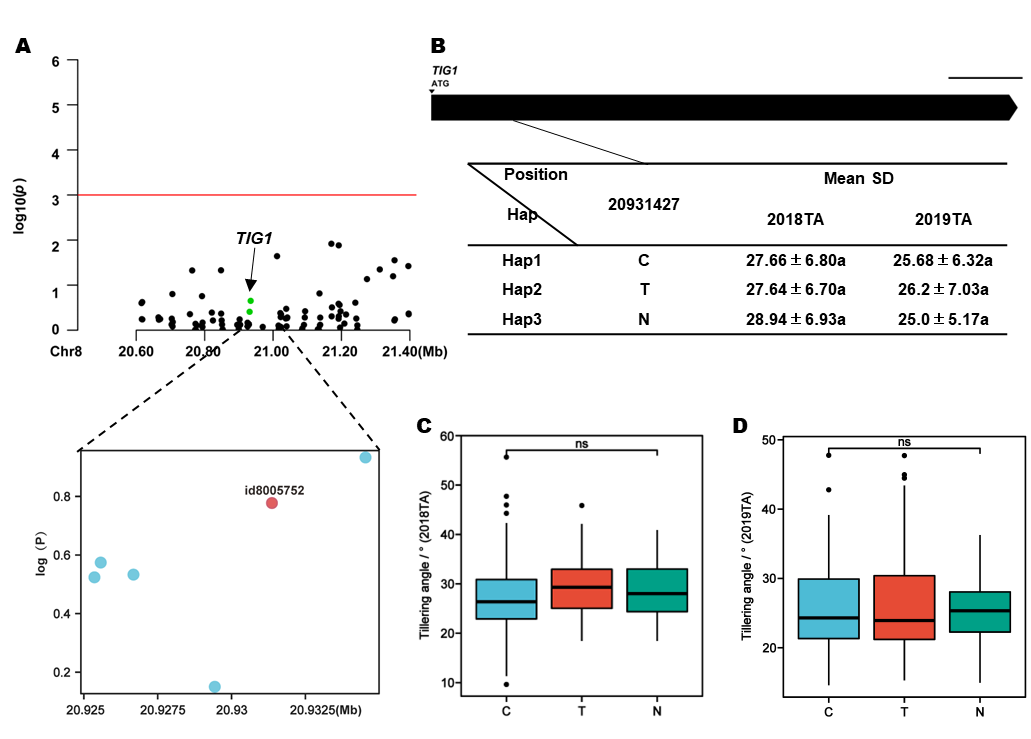 A
6
5
4
3
2
1
0
log10(p)
TIG1
Chr8
20.60
20.80
21.00
21.20
21.40(Mb)
id8005752
0.8
0.6
0.4
0.2
log（P）
20.925
20.9275
20.93
20.9325(Mb)
B
TIG1
ATG
Position
Hap
20931427
Mean SD
2018TA
2019TA
Hap1 C 27.66±6.80a 25.68±6.32a
Hap2 T 27.64±6.70a 26.2±7.03a
Hap3 N 28.94±6.93a 25.0±5.17a
C
60
50
40
30
20
10
Tillering angle / ° (2018TA)
ns
C
T
N
D
50
40
30
20
Tillering angle / ° (2019TA)
ns
C
T
N